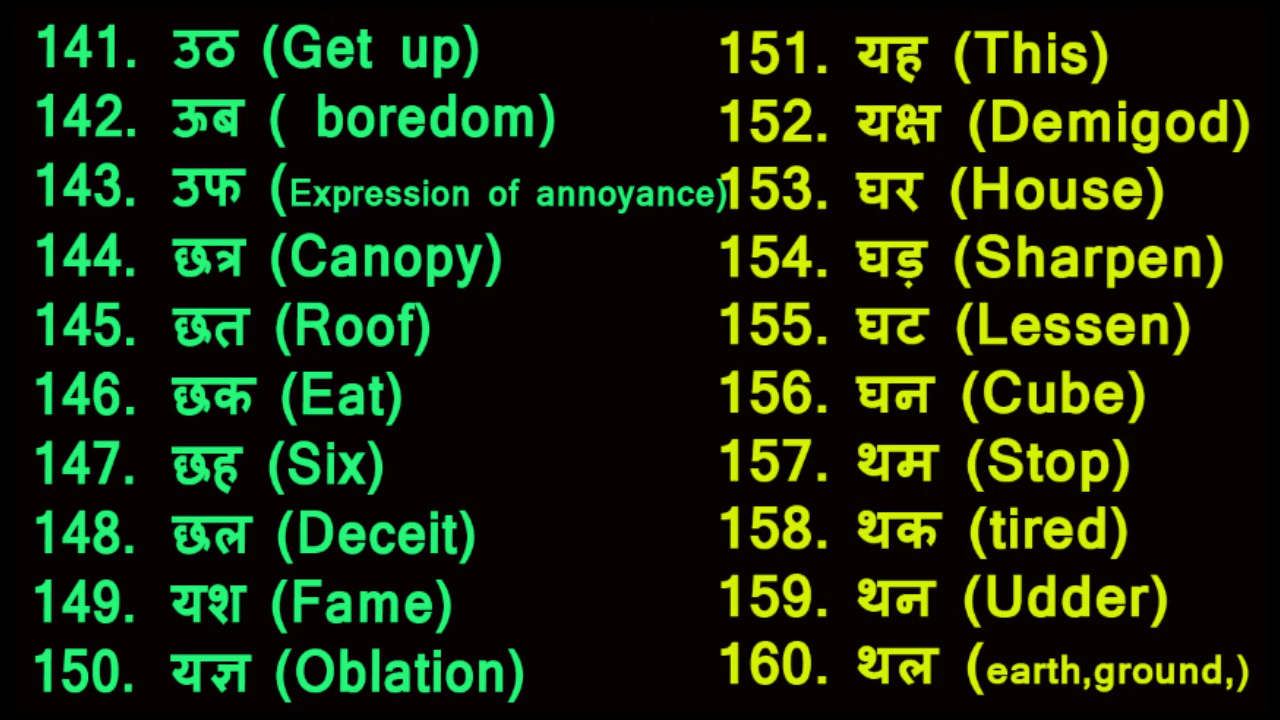 141. उठ (Get up)
142. ऊब ( boredom)
143. उफ (Expression of annoyance)
144. छत्र (Canopy)
145. छत (Roof)
146. छक (Eat)
147. छह (Six)
148. छल (Deceit)
149. यश (Fame)
150. यज्ञ (Oblation)
151. यह (This)
152. यक्ष (Demigod)
153. घर (House)
154. घड़ (Sharpen)
155. घट (Lessen)
156. घन (Cube)
157. थम (Stop)
158. थक (tired)
159. थन (Udder)
160. थल (earth,ground,)